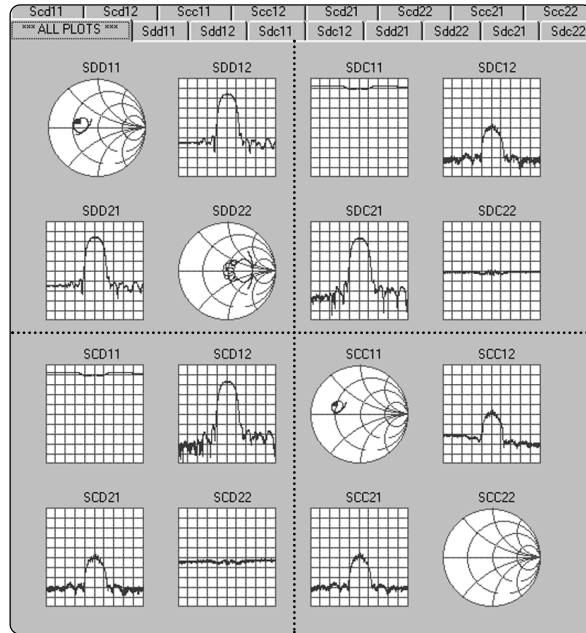 Scd11 Scd12 Scc11 Scc12 Scd21 Scd22 Scc21 Scc22
*** ALL PLOTS *** Sdd11 Sdd12 Sdc11 Sdc12 Sdd21 Sdd22 Sdc21 Sdc22
SDD11 SDD12 SDC11 SDC12
SDD21 SDD22 SDC21 SDC22
SCD11 SCD12 SCC11 SCC12
SCD21 SCD22 SCC21 SCC22